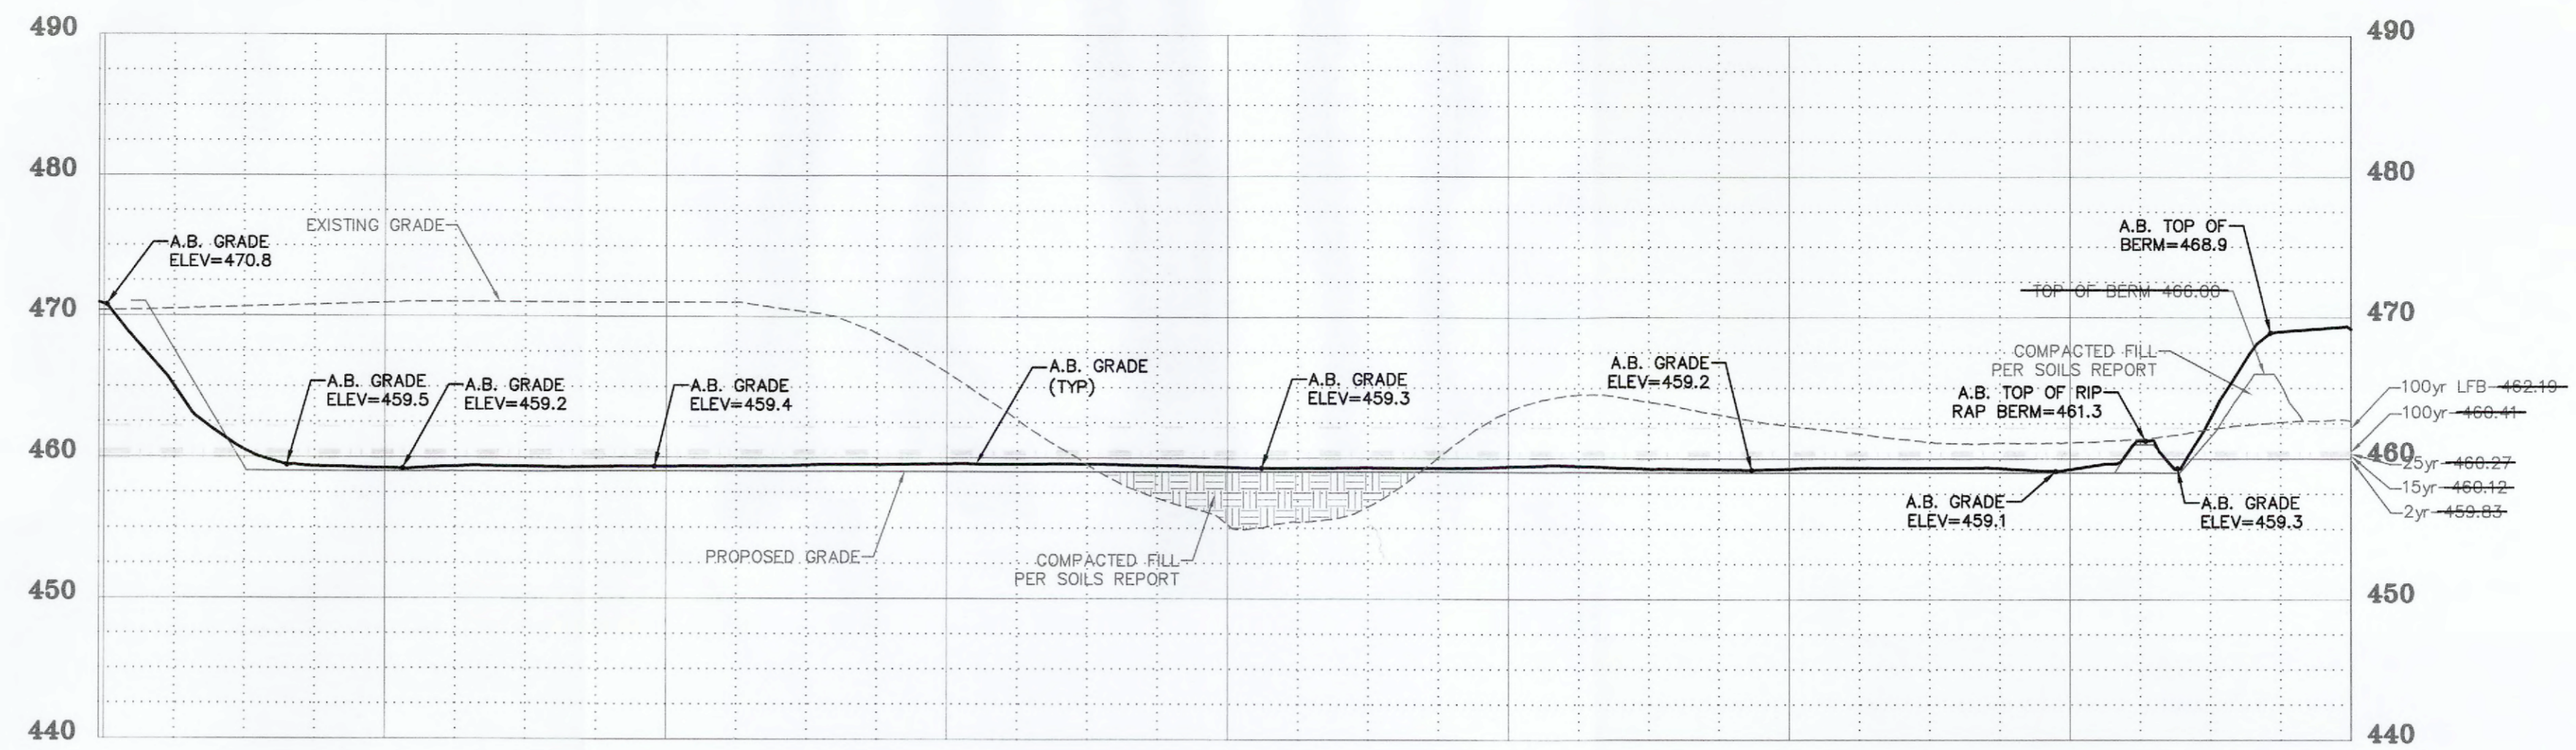 490
490
480
480
470
470
460
460
450
450
440
440
A.B. GRADE
ELEV=470.8
EXISTING GRADE
A.B. GRADE
ELEV=459.5
A.B. GRADE
ELEV=459.2
A.B. GRADE
ELEV=459.4
A.B. GRADE
(TYP)
A.B. GRADE
ELEV=459.3
A.B. GRADE
ELEV=459.2
A.B. TOP OF
BERM=468.9
TOP OF BERM 466.00
COMPACTED FILL
PER SOILS REPORT
A.B. TOP OF RIP
RAP BERM=461.3
A.B. GRADE
ELEV=459.1
A.B. GRADE
ELEV=459.3
PROPOSED GRADE
COMPACTED FILL
PER SOILS REPORT
100yr LFB 462.19
100yr 460.41
25yr 460.27
15yr 460.12
2yr 459.83